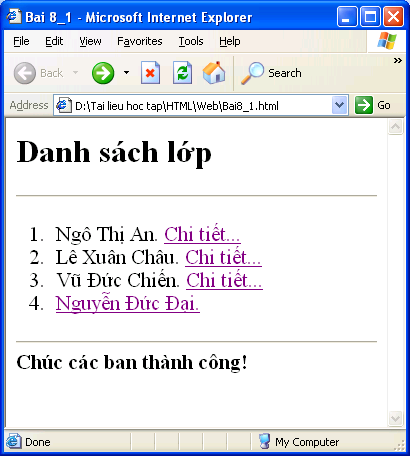 Bai 8_1 - Microsoft Internet Explorer
File Edit View Favorites Tools Help
Back Search
Address D:\Tai lieu hoc tap\HTML\Web\Bai8_1.html Go
Danh sách lớp
1. Ngô Thị An. Chi tiết...
2. Lê Xuân Châu. Chi tiết...
3. Vũ Đức Chiến. Chi tiết...
4. Nguyễn Đức Đai.
Chúc các ban thành công!
Done My Computer